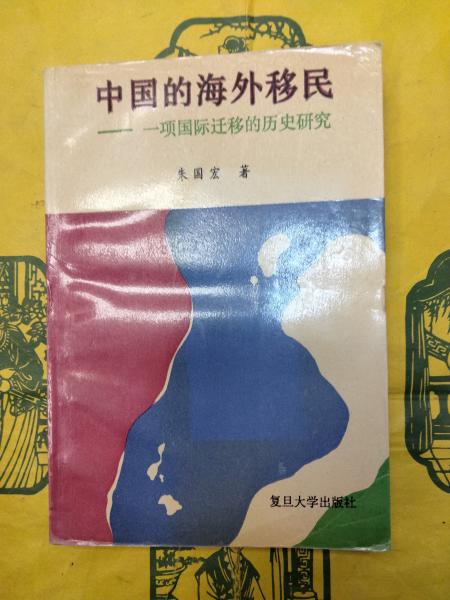 中国的海外移民
—— 一项国际迁移的历史研究
朱国宏 著
复旦大学出版社